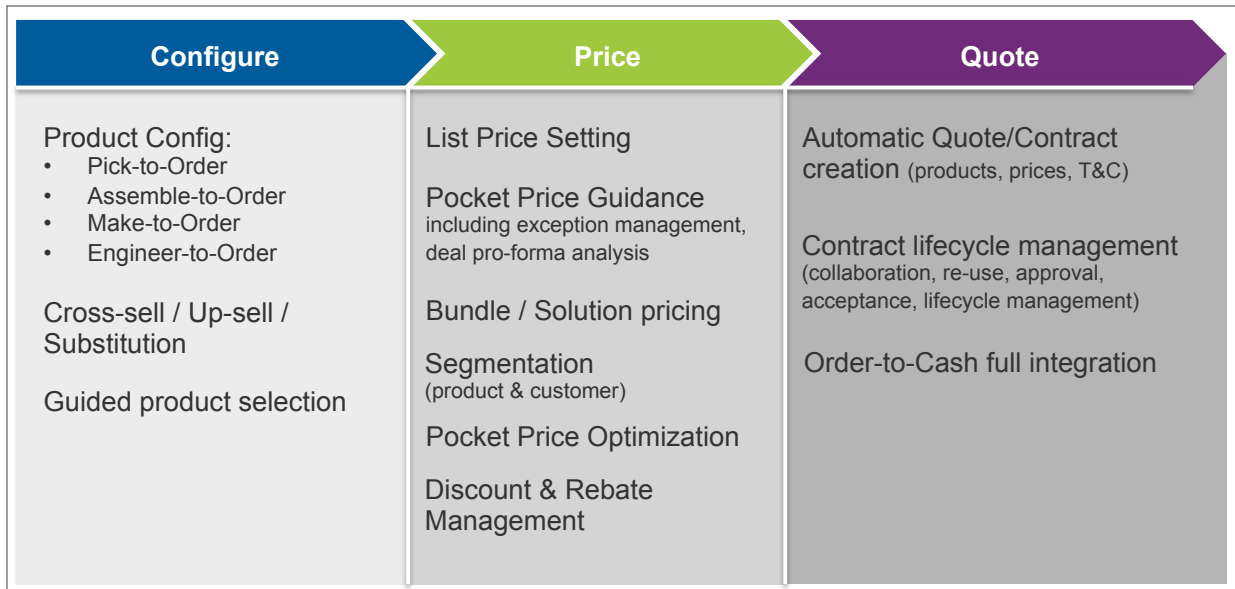 Configure
Price
Quote
Product Config:
• Pick-to-Order
• Assemble-to-Order
• Make-to-Order
• Engineer-to-Order
Cross-sell / Up-sell /
Substitution
Guided product selection
List Price Setting
Pocket Price Guidance
including exception management,
deal pro-forma analysis
Bundle / Solution pricing
Segmentation
(product & customer)
Pocket Price Optimization
Discount & Rebate
Management
Automatic Quote/Contract
creation (products, prices, T&C)
Contract lifecycle management
(collaboration, re-use, approval,
acceptance, lifecycle management)
Order-to-Cash full integration